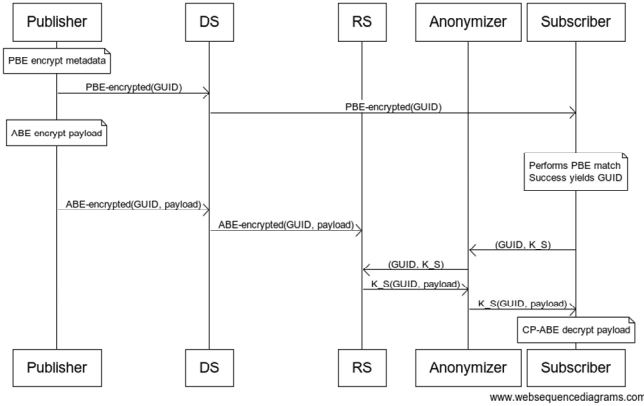 Publisher
DS
RS
Anonymizer
Subscriber
PBE encrypt metadata
PBE-encrypted(GUID)
PBE-encrypted(GUID)
ABE encrypt payload
Performs PBE match
Success yields GUID
ABE-encrypted(GUID, payload)
ABE-encrypted(GUID, payload)
(GUID, K_S)
(GUID, K_S)
K_S(GUID, payload)
K_S(GUID, payload)
CP-ABE decrypt payload
Publisher
DS
RS
Anonymizer
Subscriber
www.websequencediagrams.com